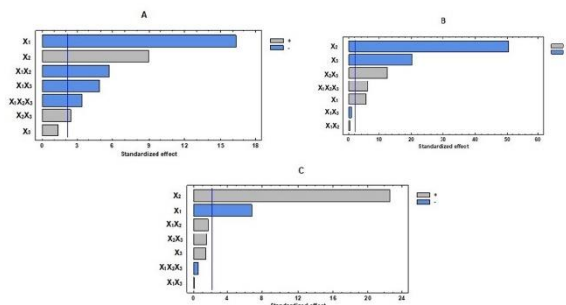 A
X₁
X₂
X₁X₂
X₁X₃
X₁X₂X₃
X₂X₃
X₃
0 3 6 9 12 15 18
Standardized effect
+
-
B
X₂
X₃
X₂X₃
X₁X₂X₃
X₁
X₁X₃
X₁X₂
0 10 20 30 40 50 60
Standardized effect
C
X₂
X₁
X₁X₂
X₂X₃
X₃
X₁X₂X₃
X₁X₃
0 4 8 12 16 20 24
Standardized effect
+
-